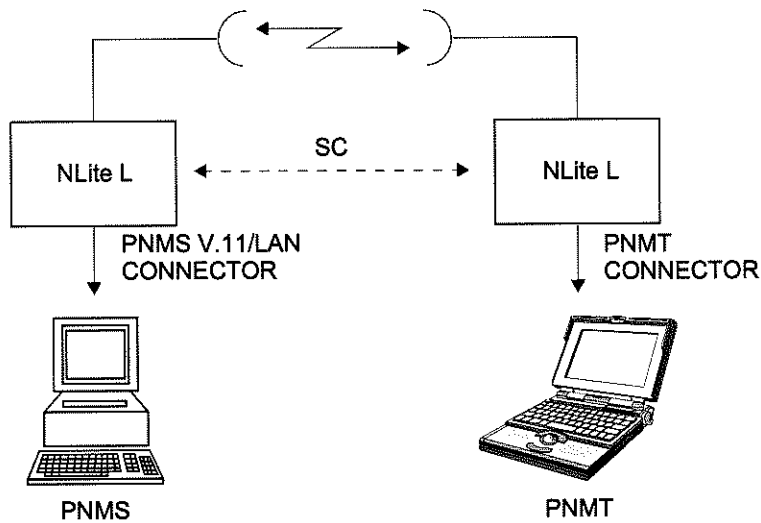 SC
NLite L
NLite L
PNMS V.11/LAN
CONNECTOR
PNMT
CONNECTOR
PNMS
PNMT